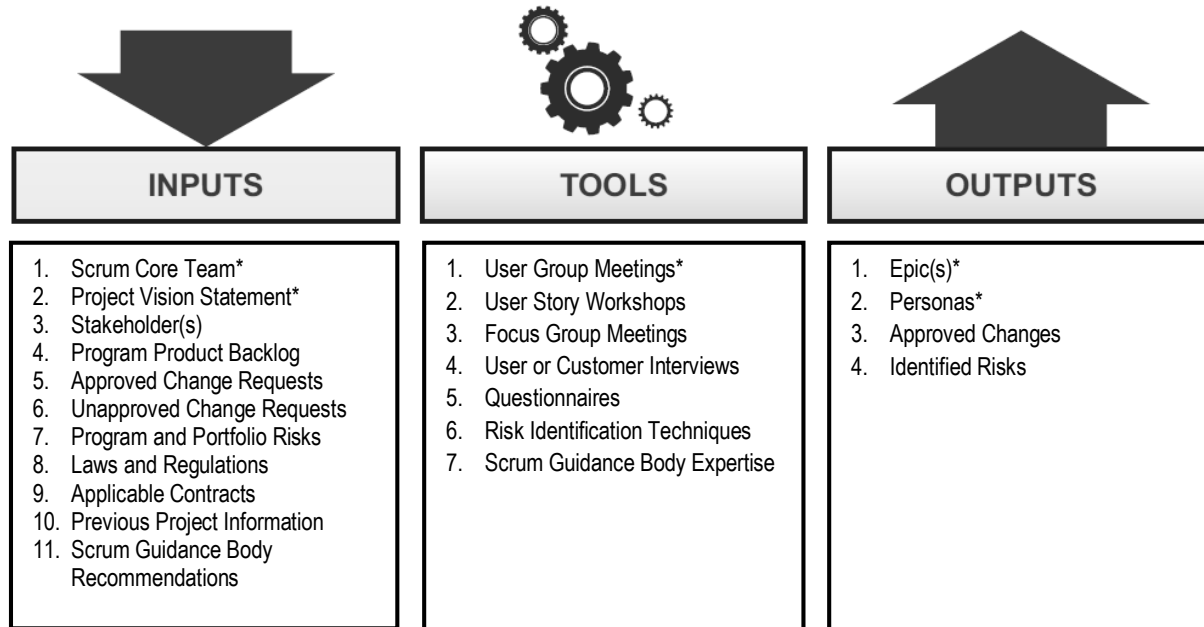 INPUTS
1. Scrum Core Team*
2. Project Vision Statement*
3. Stakeholder(s)
4. Program Product Backlog
5. Approved Change Requests
6. Unapproved Change Requests
7. Program and Portfolio Risks
8. Laws and Regulations
9. Applicable Contracts
10. Previous Project Information
11. Scrum Guidance Body
Recommendations
TOOLS
1. User Group Meetings*
2. User Story Workshops
3. Focus Group Meetings
4. User or Customer Interviews
5. Questionnaires
6. Risk Identification Techniques
7. Scrum Guidance Body Expertise
OUTPUTS
1. Epic(s)*
2. Personas*
3. Approved Changes
4. Identified Risks